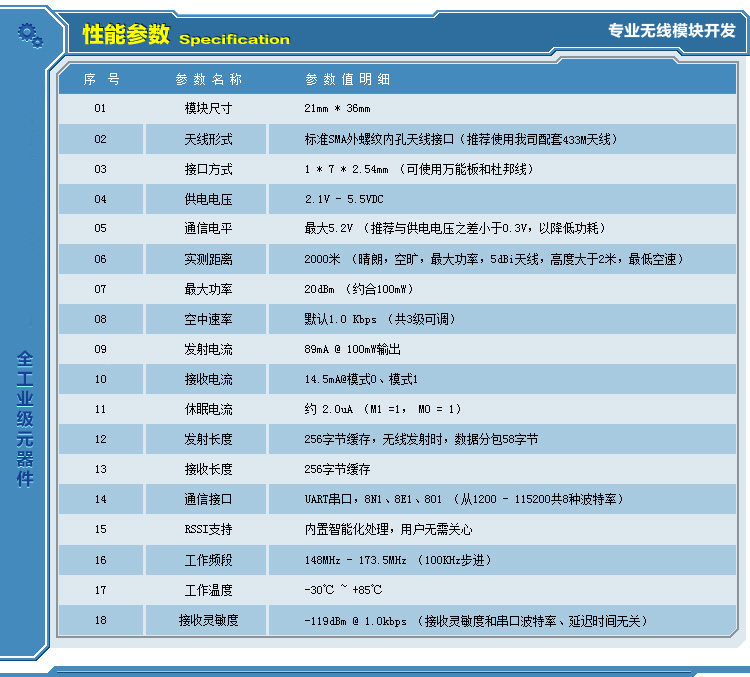 性能参数 Specification
专业无线模块开发
序 号 参 数 名 称 参 数 值 明 细
01 模块尺寸 21mm * 36mm
02 天线形式 标准SMA外螺纹内孔天线接口（推荐使用我司配套433M天线）
03 接口方式 1 * 7 * 2.54mm （可使用万能板和杜邦线）
04 供电电压 2.1V - 5.5VDC
05 通信电平 最大5.2V （推荐与供电电压之差小于0.3V，以降低功耗）
06 实测距离 2000米 （晴朗，空旷，最大功率，5dBi天线，高度大于2米，最低空速）
07 最大功率 20dBm （约合100mW）
08 空中速率 默认1.0 Kbps （共3级可调）
09 发射电流 89mA @ 100mW输出
10 接收电流 14.5mA@模式0、模式1
11 休眠电流 约 2.0uA （M1 =1， M0 = 1）
12 发射长度 256字节缓存，无线发射时，数据分包58字节
13 接收长度 256字节缓存
14 通信接口 UART串口，8N1、8E1、8O1 （从1200 - 115200共8种波特率）
15 RSSI支持 内置智能化处理，用户无需关心
16 工作频段 148MHz - 173.5MHz （100KHz步进）
17 工作温度 -30℃ ~ +85℃
18 接收灵敏度 -119dBm @ 1.0kbps （接收灵敏度和串口波特率、延迟时间无关）
全工业级元器件